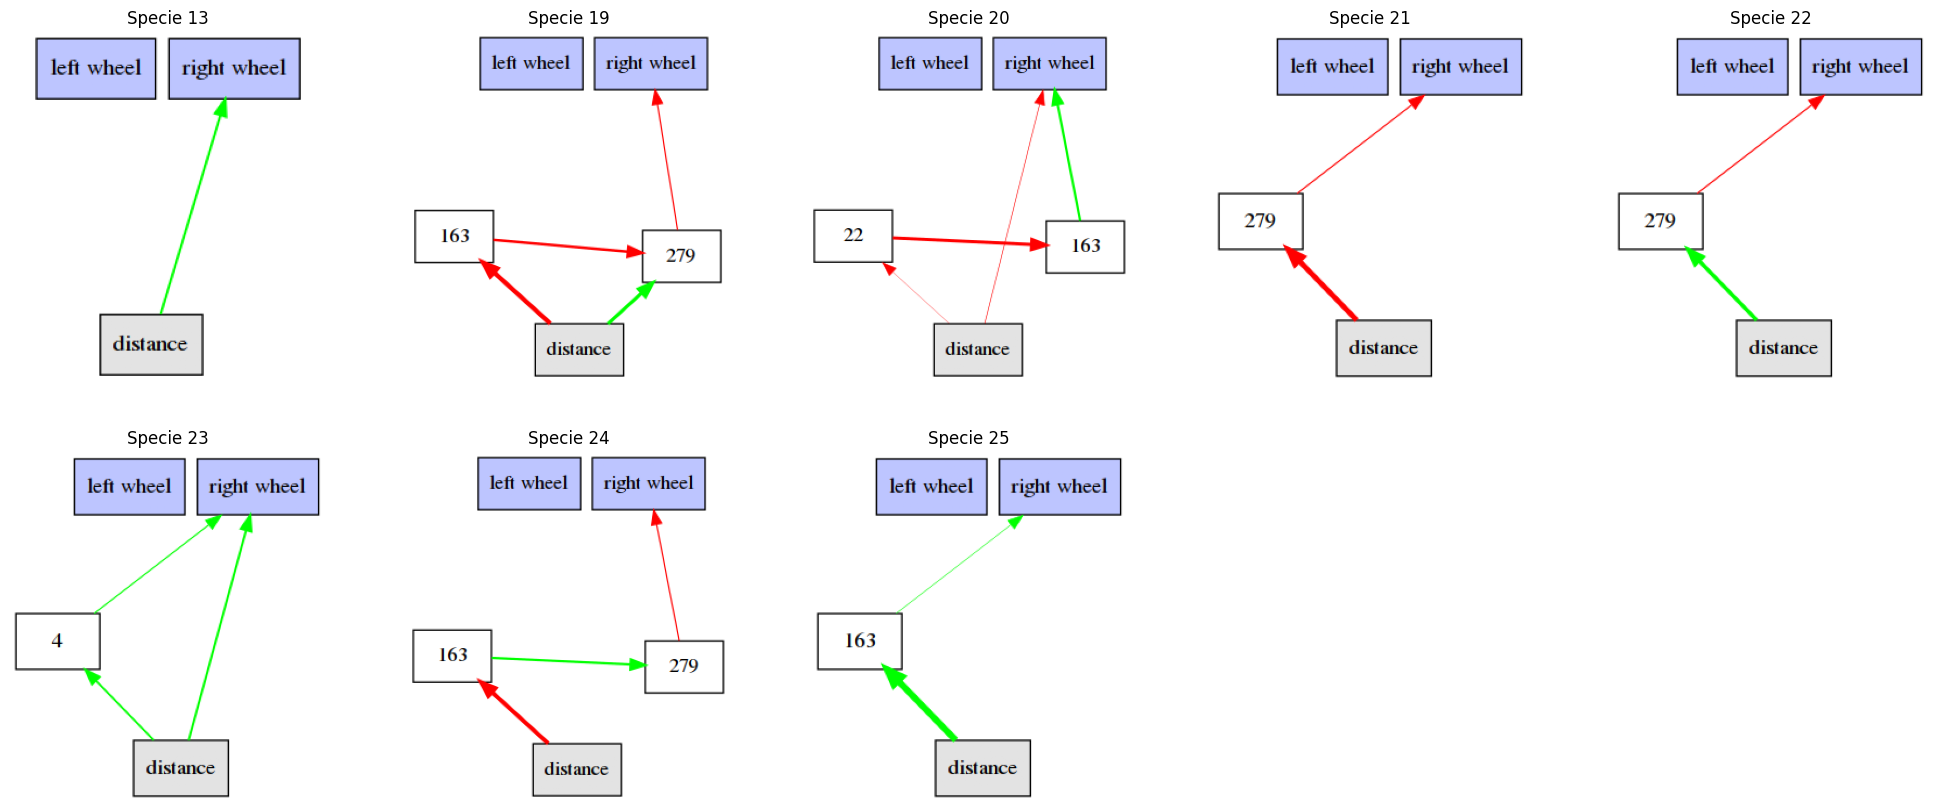 Specie 13
left wheel
right wheel
distance
Specie 19
left wheel
right wheel
163
279
distance
Specie 20
left wheel
right wheel
22
163
distance
Specie 21
left wheel
right wheel
279
distance
Specie 22
left wheel
right wheel
279
distance
Specie 23
left wheel
right wheel
4
distance
Specie 24
left wheel
right wheel
163
279
distance
Specie 25
left wheel
right wheel
163
distance